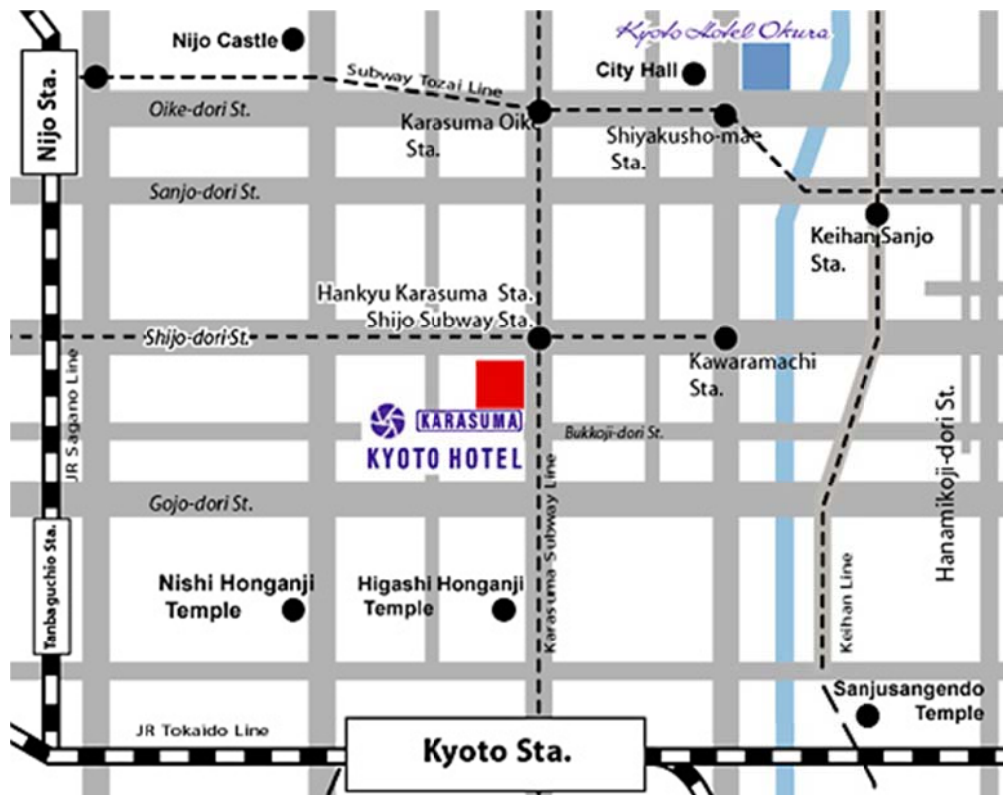 Kyoto Hotel Okura
Nijo Castle
City Hall
Subway Tozai Line
Nijo Sta.
Oike-dori St.
Karasuma Oike
Sta.
Shiyakusho-mae
Sta.
Sanjo-dori St.
Keihan Sanjo
Sta.
Hankyu Karasuma Sta.
Shijo Subway Sta.
Shijo-dori St.
Kawaramachi
Sta.
JR Sagano Line
KARASUMA
KYOTO HOTEL
Bukkoji-dori St.
Hanamikoji-dori St.
Gojo-dori St.
Karasuma Subway Line
Tanbaguchio Sta.
Nishi Honganji
Temple
Higashi Honganji
Temple
Keihan Line
Sanjusangendo
Temple
JR Tokaido Line
Kyoto Sta.